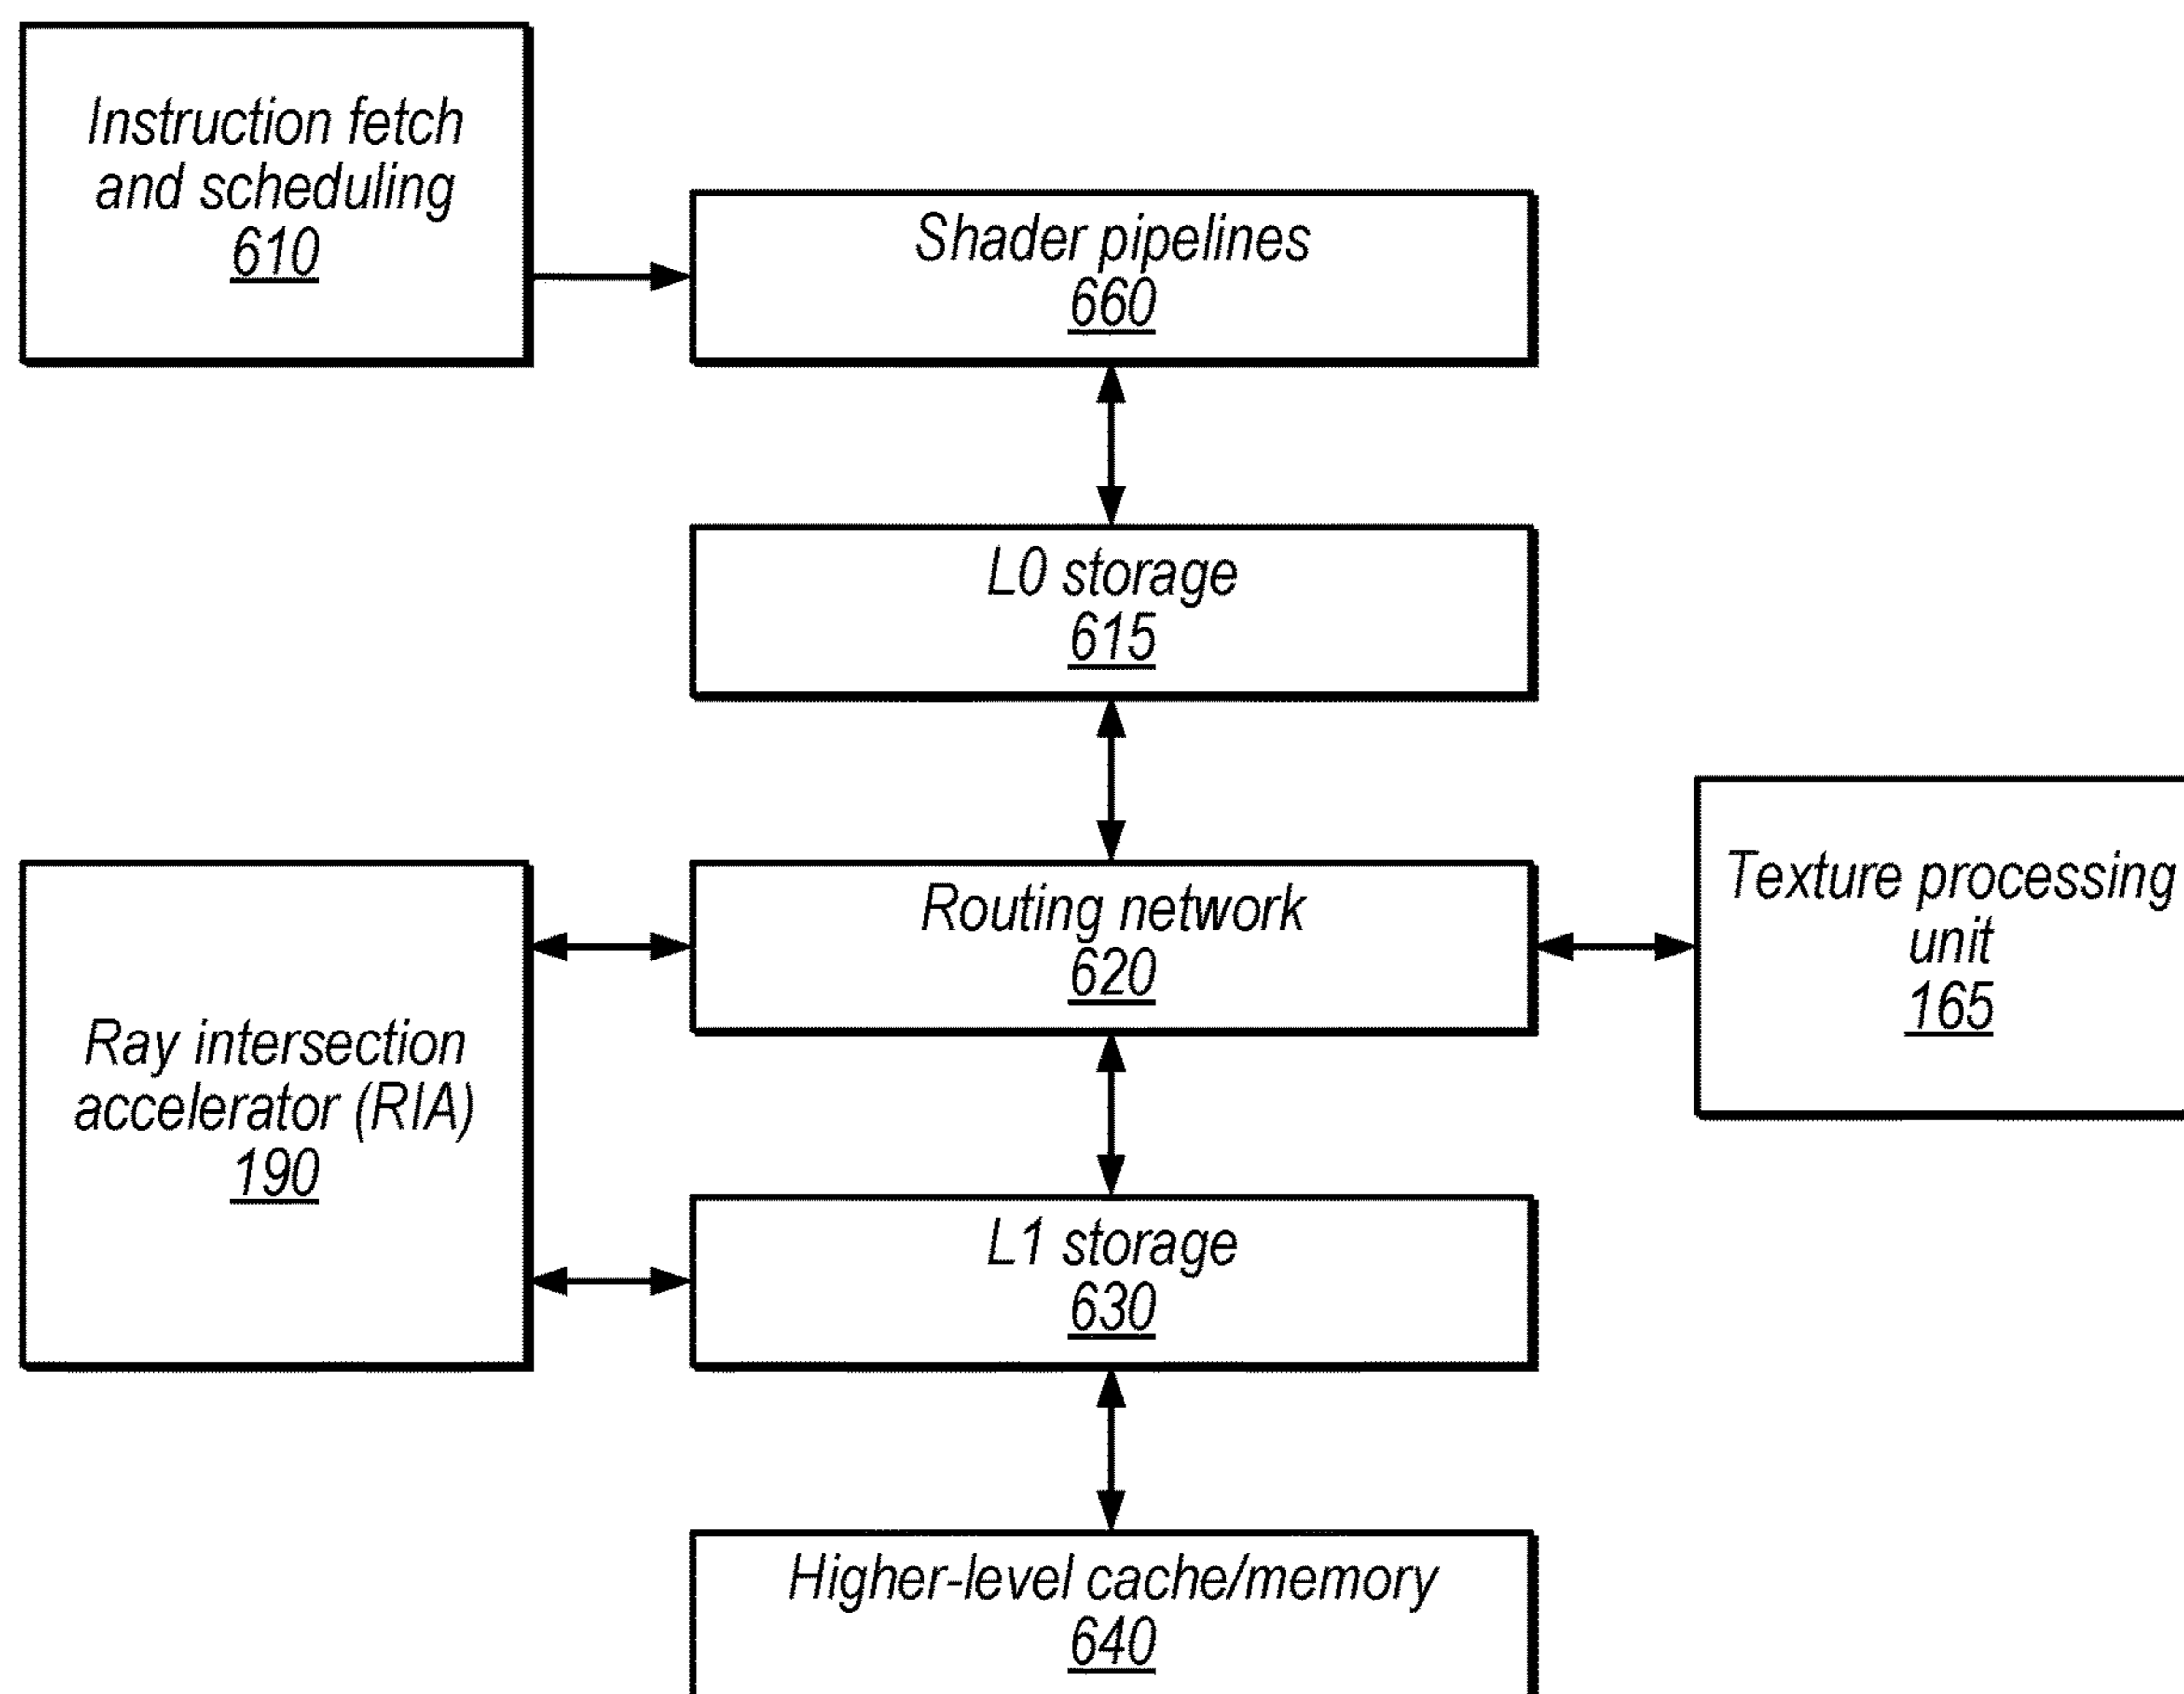 Instruction fetch
and scheduling
610
Shader pipelines
660
L0 storage
615
Routing network
620
Texture processing
unit
165
Ray intersection
accelerator (RIA)
190
L1 storage
630
Higher-level cache/memory
640